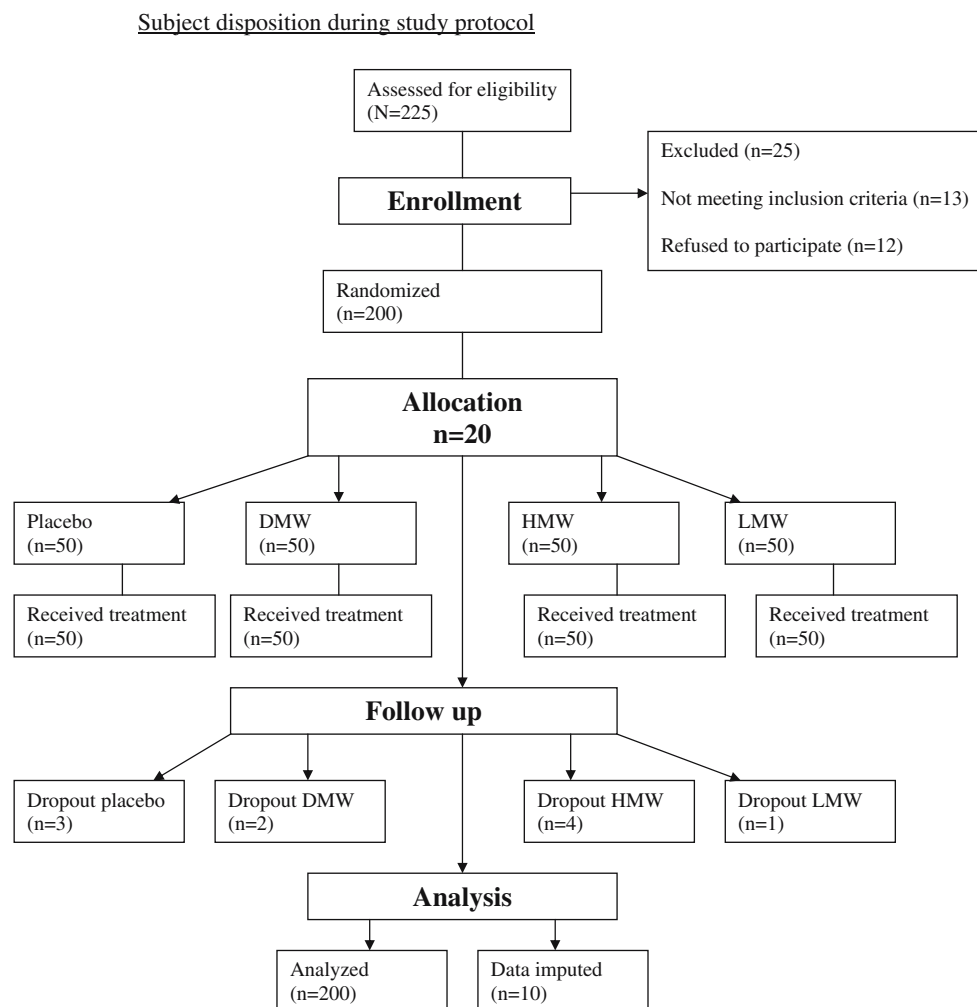 Subject disposition during study protocol
Assessed for eligibility
(N=225)
Excluded (n=25)
Not meeting inclusion criteria (n=13)
Refused to participate (n=12)
Enrollment
Randomized
(n=200)
Allocation
n=20
Placebo
(n=50)
DMW
(n=50)
HMW
(n=50)
LMW
(n=50)
Received treatment
(n=50)
Received treatment
(n=50)
Received treatment
(n=50)
Received treatment
(n=50)
Follow up
Dropout placebo
(n=3)
Dropout DMW
(n=2)
Dropout HMW
(n=4)
Dropout LMW
(n=1)
Analysis
Analyzed
(n=200)
Data imputed
(n=10)